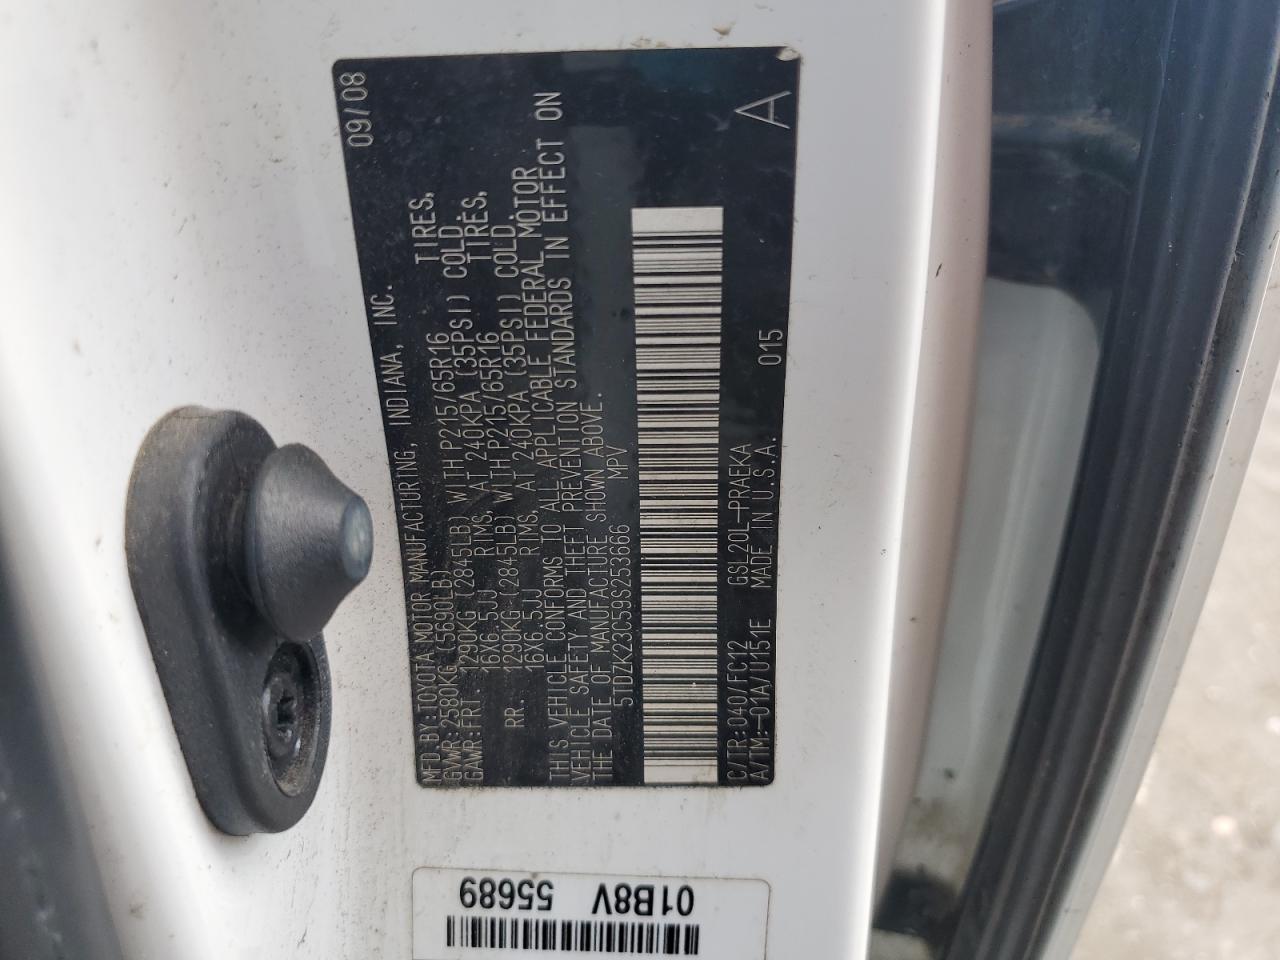 09/08
MFD BY:TOYOTA MOTOR MANUFACTURING, INDIANA, INC.
GVWR:2580KG (5690LB)
GAWR:FRT. 1290KG (2845LB) WITH P215/65R16 TIRES,
16X6.5JJ RIMS, AT 240KPA (35PSI) COLD.
RR. 1290KG (2845LB) WITH P215/65R16 TIRES,
16X6.5JJ RIMS, AT 240KPA (35PSI) COLD.
THIS VEHICLE CONFORMS TO ALL APPLICABLE FEDERAL MOTOR
VEHICLE SAFETY AND THEFT PREVENTION STANDARDS IN EFFECT ON
THE DATE OF MANUFACTURE SHOWN ABOVE.
5TDZK23C59S253666 MPV
A
C/TR:040/FC12 GSL20L-PRAEKA
A/TM:-01A/U151E MADE IN U.S.A. 015
01B8V 55689